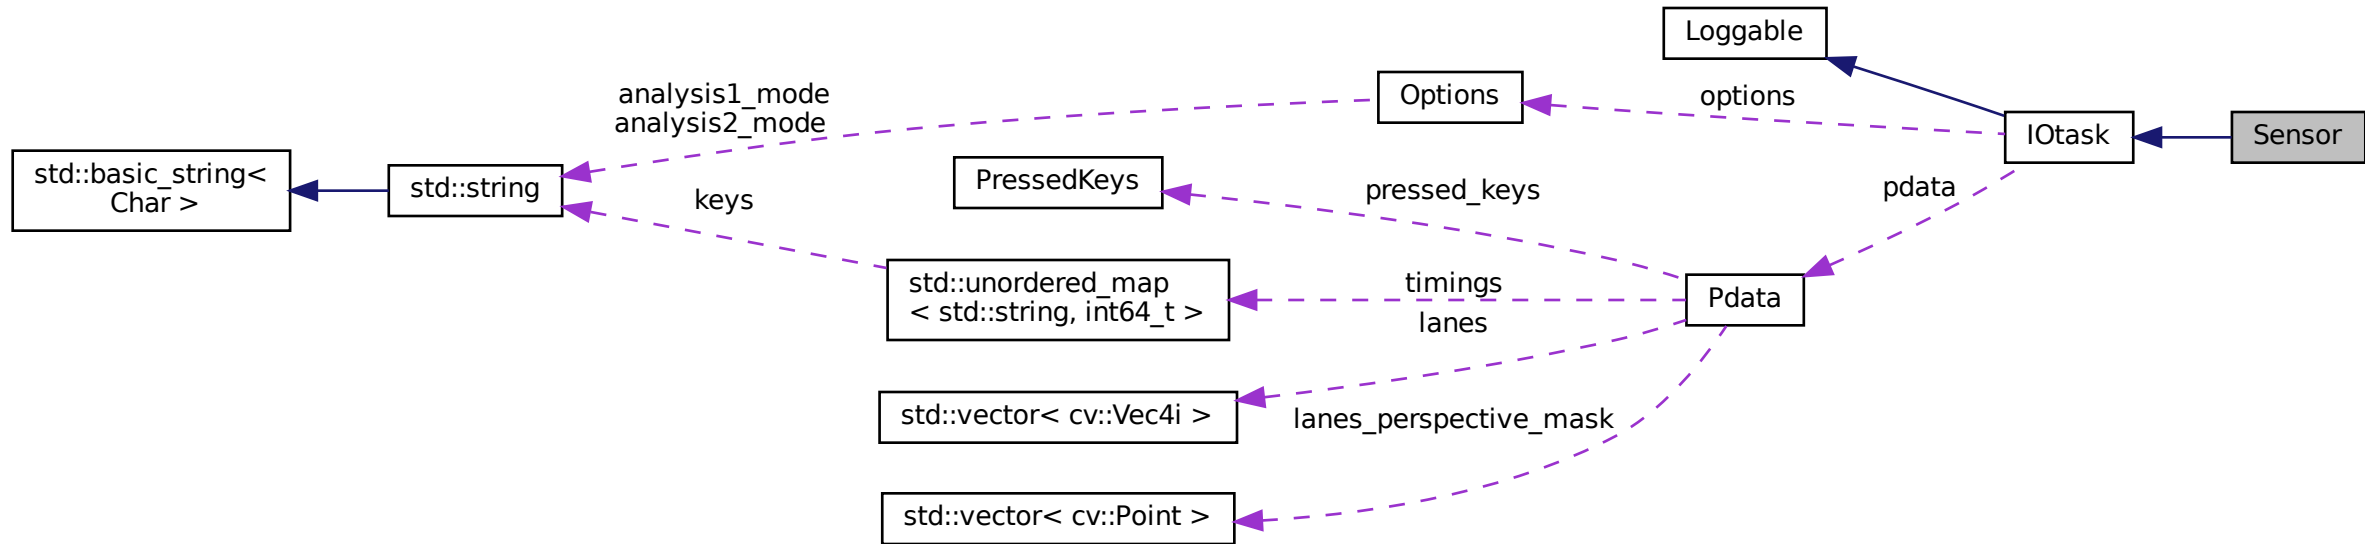 Loggable
analysis1_mode
analysis2_mode
Options
options
IOtask
Sensor
std::basic_string<
Char >
std::string
keys
PressedKeys
pressed_keys
pdata
std::unordered_map
< std::string, int64_t >
timings
lanes
Pdata
std::vector< cv::Vec4i >
lanes_perspective_mask
std::vector< cv::Point >